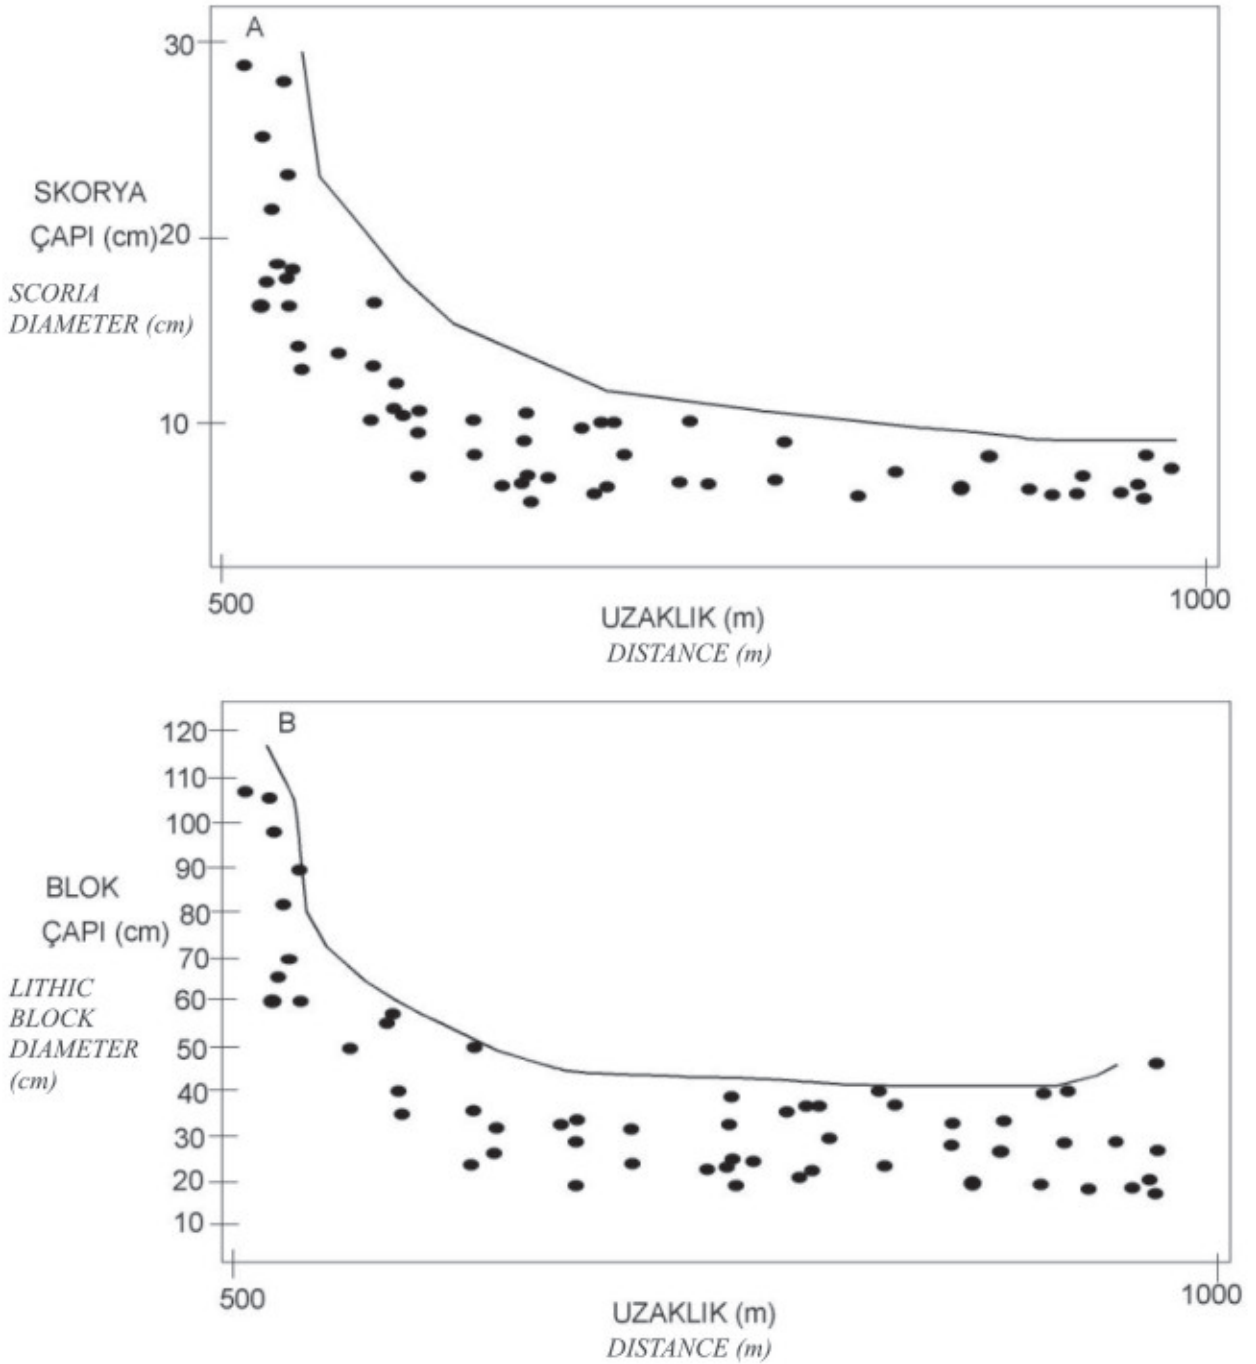 A
30
SKORYA
ÇAPI (cm)
20
SCORIA
DIAMETER (cm)
10
500
1000
UZAKLIK (m)
DISTANCE (m)
B
120
110
100
90
BLOK
80
ÇAPI (cm)
70
LITHIC
60
BLOCK
50
DIAMETER
(cm)
40
30
20
10
500
1000
UZAKLIK (m)
DISTANCE (m)